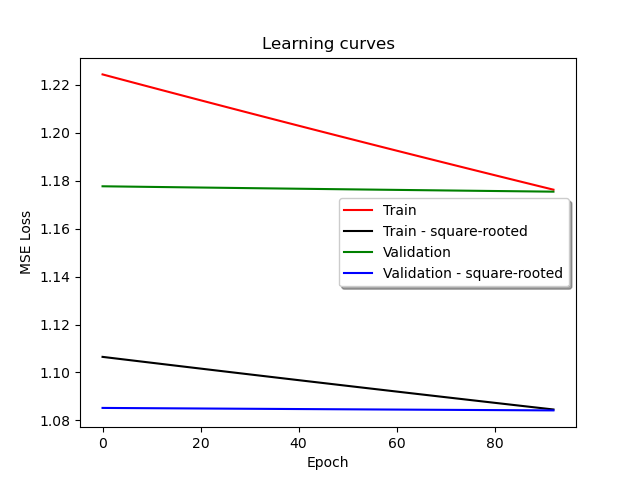 Learning curves
MSE Loss
1.22
1.20
1.18
1.16
1.14
1.12
1.10
1.08
Train
Train - square-rooted
Validation
Validation - square-rooted
0 20 40 60 80
Epoch